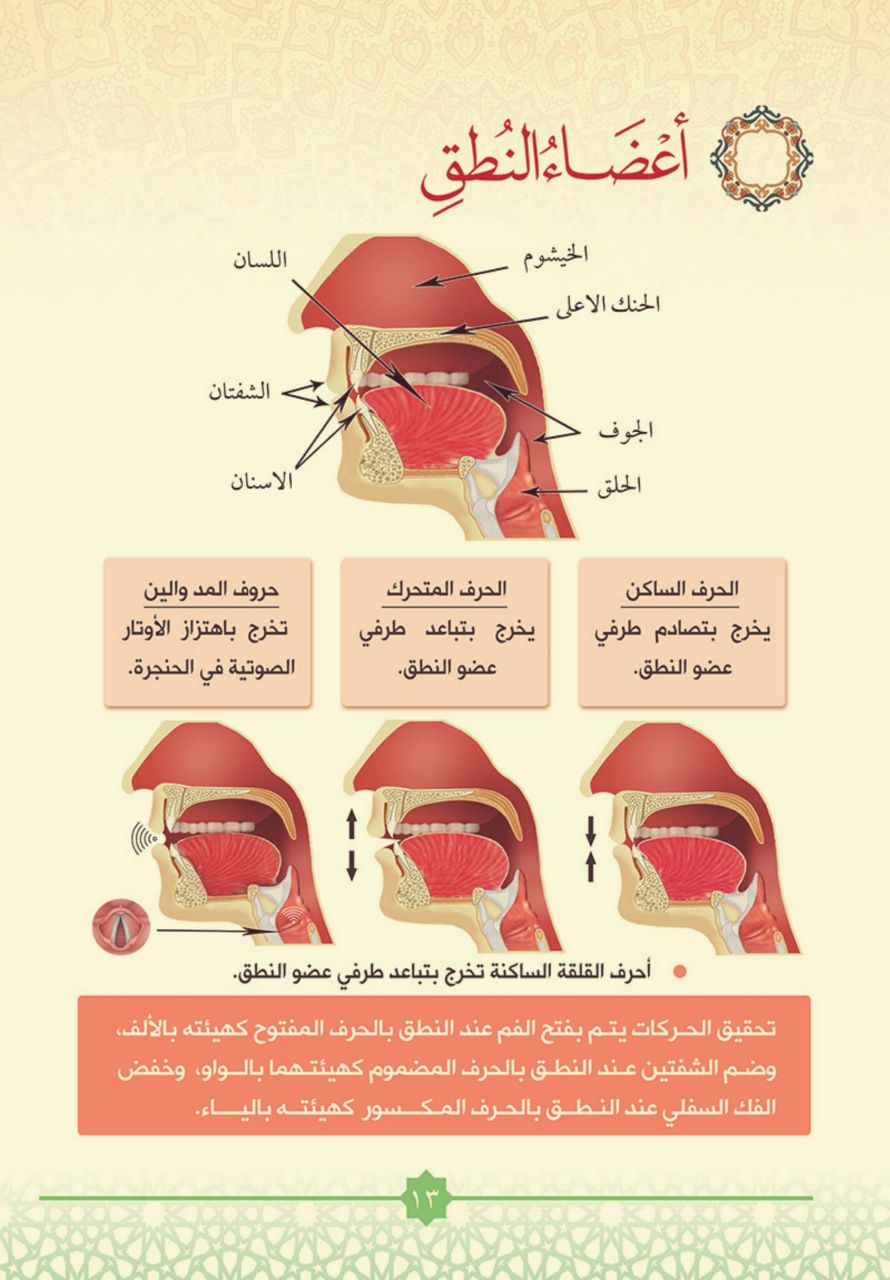 أَعْضَاءُ النُطقِ
الخيشوم
اللسان
الحنك الاعلى
الشفتان
الجوف
الاسنان
الحلق
الحرف الساكن
يخرج بتصادم طرفي
عضو النطق.
الحرف المتحرك
يخرج بتباعد طرفي
عضو النطق.
حروف المد والين
تخرج باهتزاز الأوتار
الصوتية في الحنجرة.
أحرف القلقة الساكنة تخرج بتباعد طرفي عضو النطق.
تحقيق الحركات يتم بفتح الفم عند النطق بالحرف المفتوح كهيئته بالألف،
وضم الشفتين عند النطق بالحرف المضموم كهيئتهما بالواو، وخفض
الفك السفلي عند النطق بالحرف المكسور كهيئته بالياء.
١٣